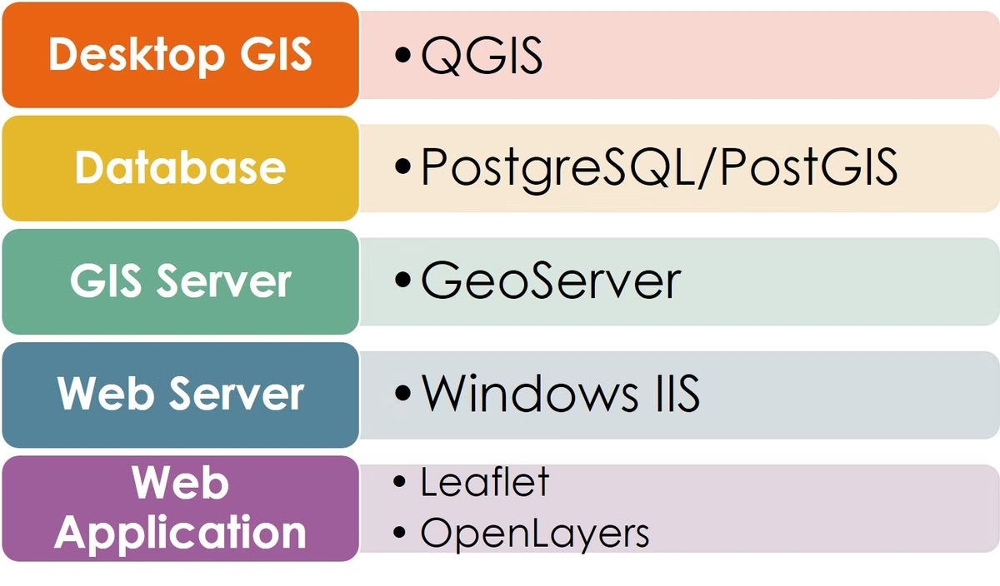 Desktop GIS
•QGIS
Database
•PostgreSQL/PostGIS
GIS Server
•GeoServer
Web Server
•Windows IIS
Web
Application
• Leaflet
• OpenLayers